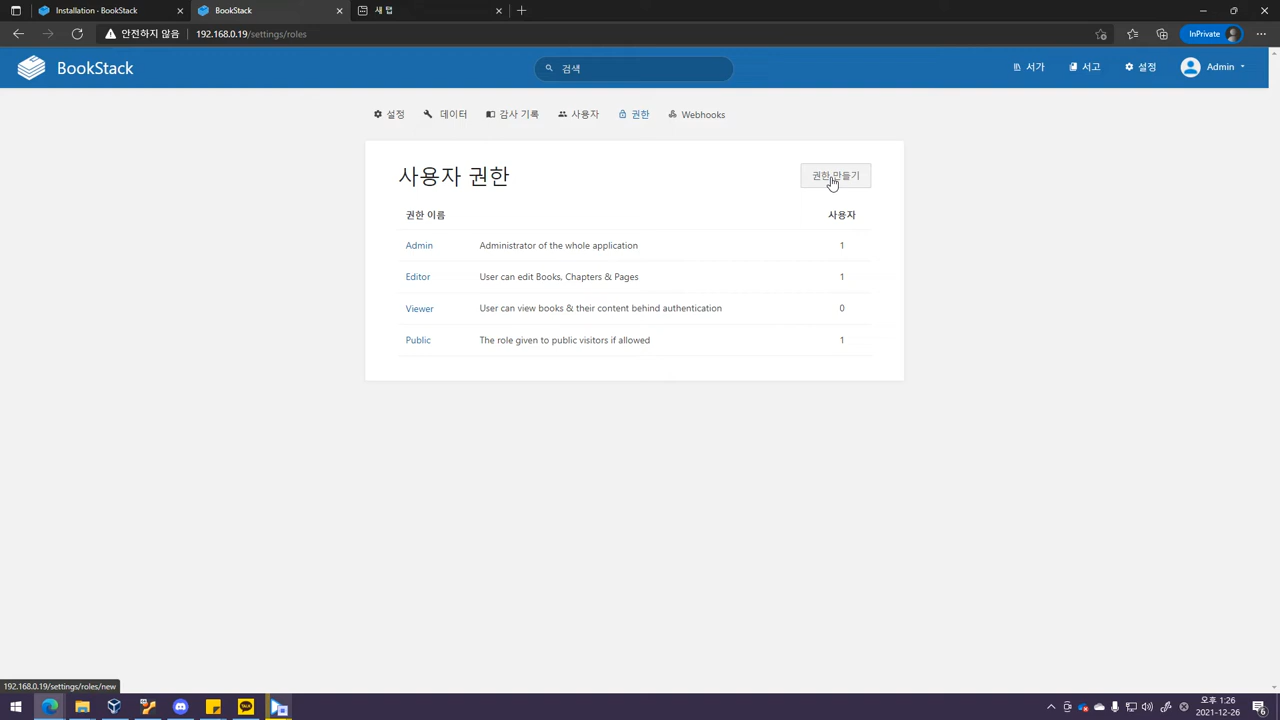 Installation · BookStack
BookStack
새 탭
안전하지 않음
192.168.0.19/settings/roles
InPrivate
BookStack
검색
서가
서고
설정
Admin
설정
데이터
감사 기록
사용자
권한
Webhooks
사용자 권한
권한 만들기
권한 이름
사용자
Admin
Administrator of the whole application
1
Editor
User can edit Books, Chapters & Pages
1
Viewer
User can view books & their content behind authentication
0
Public
The role given to public visitors if allowed
1
192.168.0.19/settings/roles/new
TALK
오후 1:26
2021-12-26
6